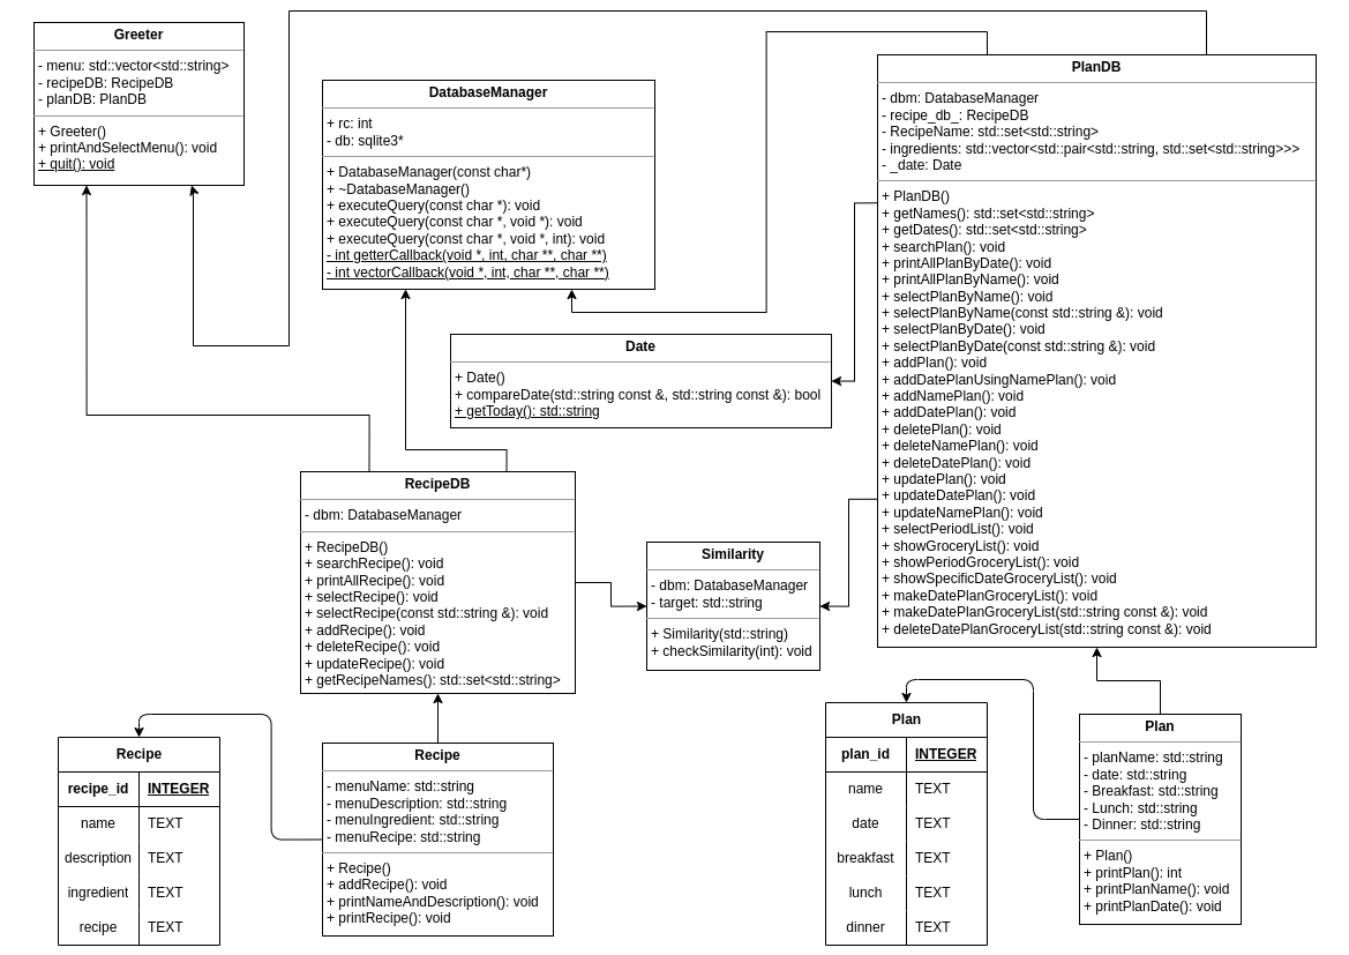 Greeter
- menu: std::vector<std::string>
- recipeDB: RecipeDB
- planDB: PlanDB
+ Greeter()
+ printAndSelectMenu(): void
+ quit(): void
DatabaseManager
+ rc: int
- db: sqlite3*
+ DatabaseManager(const char*)
+ ~DatabaseManager()
+ executeQuery(const char *): void
+ executeQuery(const char *, void *): void
+ executeQuery(const char *, void *, int): void
- int getterCallback(void *, int, char **, char **)
- int vectorCallback(void *, int, char **, char **)
PlanDB
- dbm: DatabaseManager
- recipe_db_: RecipeDB
- RecipeName: std::set<std::string>
- ingredients: std::vector<std::pair<std::string, std::set<std::string>>>
- _date: Date
+ PlanDB()
+ getNames(): std::set<std::string>
+ getDates(): std::set<std::string>
+ searchPlan(): void
+ printAllPlanByDate(): void
+ printAllPlanByName(): void
+ selectPlanByName(): void
+ selectPlanByName(const std::string &): void
+ selectPlanByDate(): void
+ selectPlanByDate(const std::string &): void
+ addPlan(): void
+ addDatePlanUsingNamePlan(): void
+ addNamePlan(): void
+ addDatePlan(): void
+ deletePlan(): void
+ deleteNamePlan(): void
+ deleteDatePlan(): void
+ updatePlan(): void
+ updateDatePlan(): void
+ updateNamePlan(): void
+ selectPeriodList(): void
+ showGroceryList(): void
+ showPeriodGroceryList(): void
+ showSpecificDateGroceryList(): void
+ makeDatePlanGroceryList(): void
+ makeDatePlanGroceryList(std::string const &): void
+ deleteDatePlanGroceryList(std::string const &): void
Date
+ Date()
+ compareDate(std::string const &, std::string const &): bool
+ getToday(): std::string
RecipeDB
- dbm: DatabaseManager
+ RecipeDB()
+ searchRecipe(): void
+ printAllRecipe(): void
+ selectRecipe(): void
+ selectRecipe(const std::string &): void
+ addRecipe(): void
+ deleteRecipe(): void
+ updateRecipe(): void
+ getRecipeNames(): std::set<std::string>
Similarity
- dbm: DatabaseManager
- target: std::string
+ Similarity(std::string)
+ checkSimilarity(int): void
Recipe
recipe_id INTEGER
name TEXT
description TEXT
ingredient TEXT
recipe TEXT
Recipe
- menuName: std::string
- menuDescription: std::string
- menuIngredient: std::string
- menuRecipe: std::string
+ Recipe()
+ addRecipe(): void
+ printNameAndDescription(): void
+ printRecipe(): void
Plan
plan_id INTEGER
name TEXT
date TEXT
breakfast TEXT
lunch TEXT
dinner TEXT
Plan
- planName: std::string
- date: std::string
- Breakfast: std::string
- Lunch: std::string
- Dinner: std::string
+ Plan()
+ printPlan(): int
+ printPlanName(): void
+ printPlanDate(): void